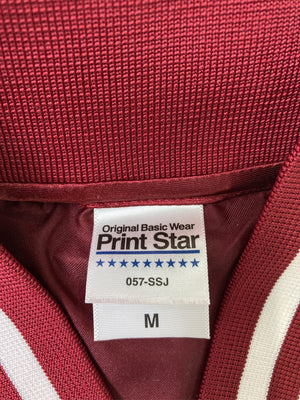 Original Basic Wear
Print Star
★★★★★★★★★
057-SSJ
M